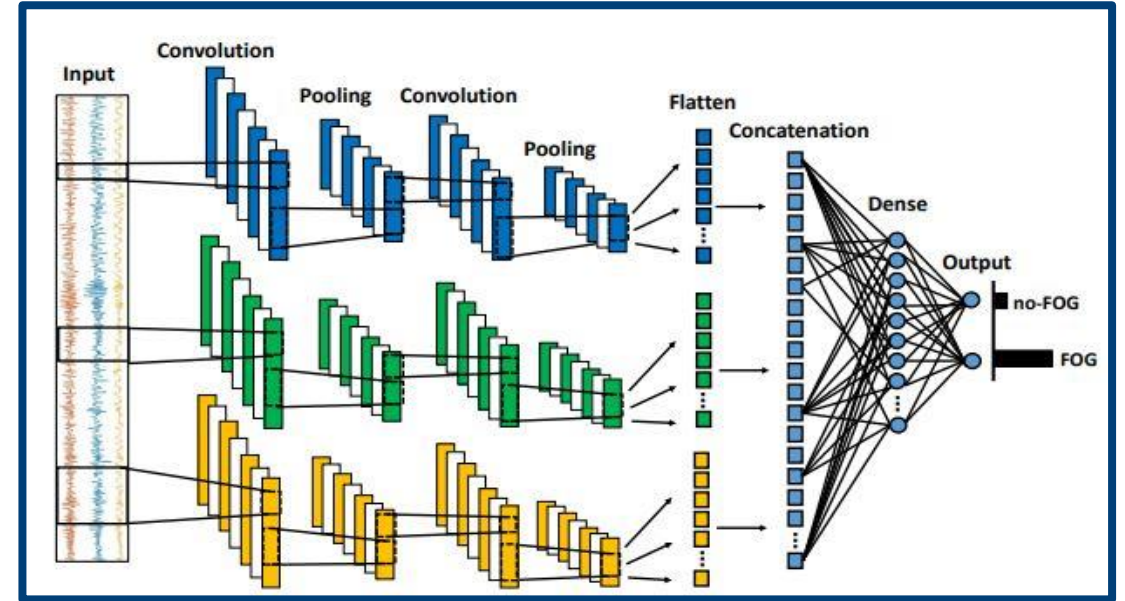 Input
Convolution
Pooling
Convolution
Pooling
Flatten
Concatenation
Dense
Output
no-FOG
FOG